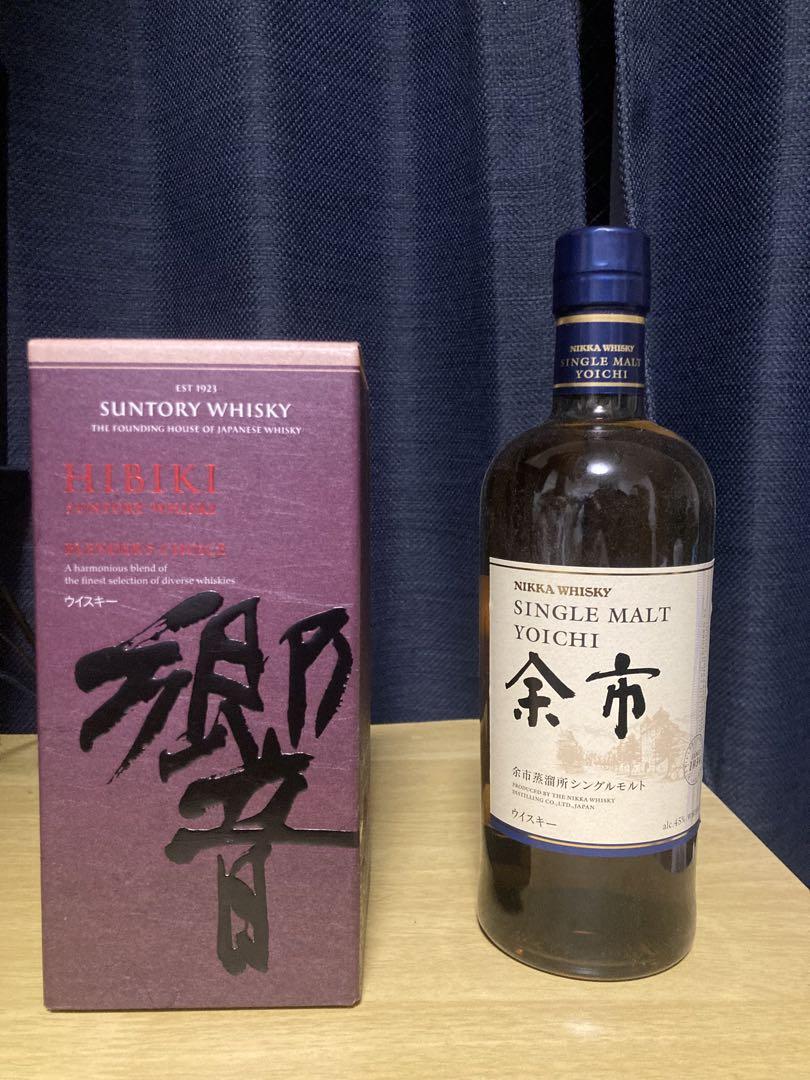 EST 1923
SUNTORY WHISKY
THE FOUNDING HOUSE OF JAPANESE WHISKY
HIBIKI
SUNTORY WHISKY
BLENDER'S CHOICE
A harmonious blend of
the finest selection of diverse whiskies
ウイスキー
響
NIKKA WHISKY
SINGLE MALT
YOICHI
NIKKA WHISKY
SINGLE MALT
YOICHI
余市
余市蒸溜所シングルモルト
PRODUCED BY THE NIKKA WHISKY
DISTILLING CO.,LTD.,JAPAN
ウイスキー
alc.45%